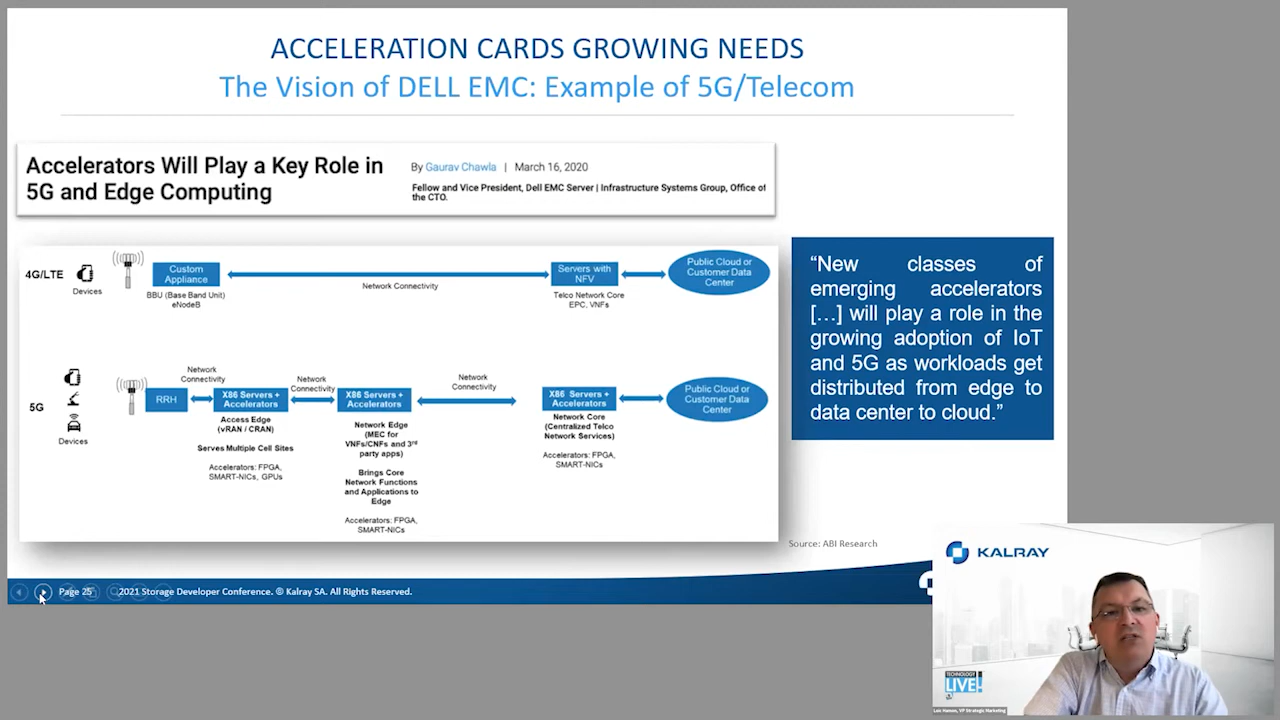 ACCELERATION CARDS GROWING NEEDS
The Vision of DELL EMC: Example of 5G/Telecom
Accelerators Will Play a Key Role in
5G and Edge Computing
By Gaurav Chawla | March 16, 2020
Fellow and Vice President, Dell EMC Server | Infrastructure Systems Group, Office of
the CTO.
4G/LTE
Devices
Custom
Appliance
BBU (Base Band Unit)
eNodeB
Network Connectivity
Servers with
NFV
Telco Network Core
EPC, VNFs
Public Cloud or
Customer Data
Center
5G
Devices
RRH
Network
Connectivity
X86 Servers +
Accelerators
Access Edge
(vRAN / CRAN)
Serves Multiple Cell Sites
Accelerators: FPGA,
SMART-NICs, GPUs
Network
Connectivity
X86 Servers +
Accelerators
Network Edge
(MEC for
VNFs/CNFs and 3rd
party apps)
Brings Core
Network Functions
and Applications to
Edge
Accelerators: FPGA,
SMART-NICs
Network
Connectivity
X86 Servers +
Accelerators
Network Core
(Centralized Telco
Network Services)
Accelerators: FPGA,
SMART-NICs
Public Cloud or
Customer Data
Center
“New classes of
emerging accelerators
[…] will play a role in the
growing adoption of IoT
and 5G as workloads get
distributed from edge to
data center to cloud.”
Source: ABI Research
Page 25
2021 Storage Developer Conference. © Kalray SA. All Rights Reserved.
KALRAY
TECHNOLOGY
LIVE!
VP Strategic Marketing